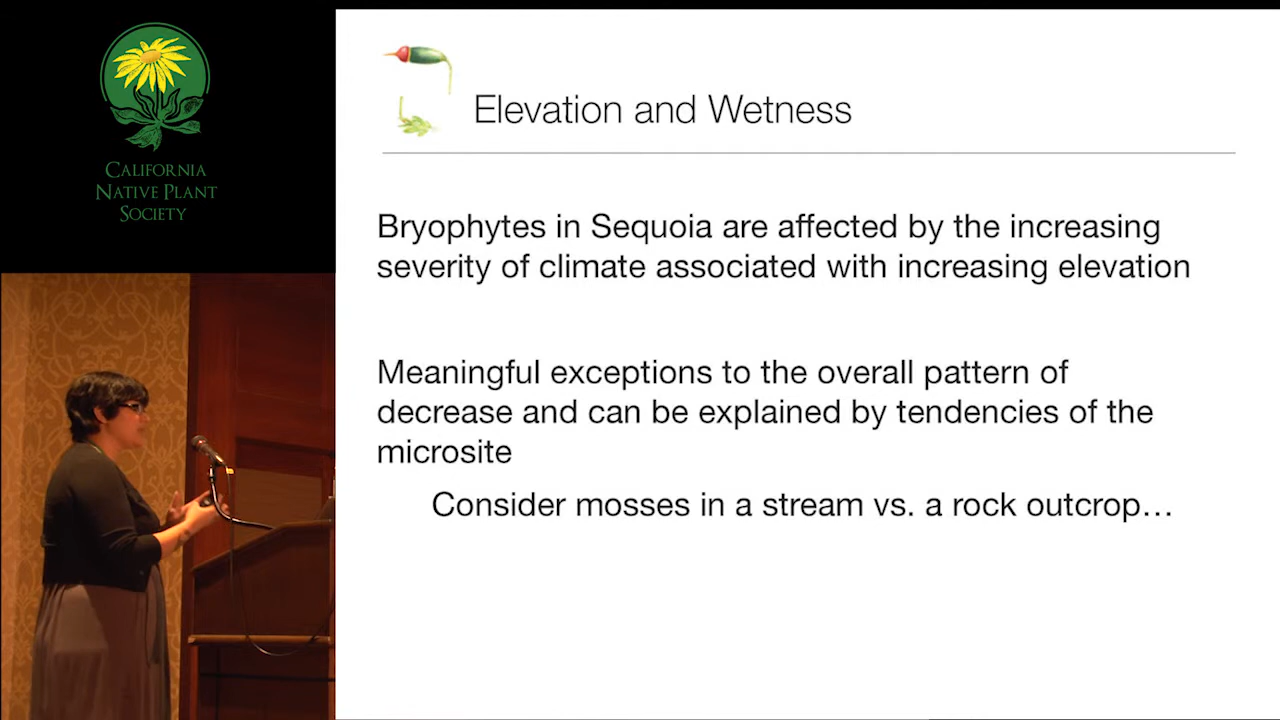 CALIFORNIA
NATIVE PLANT
SOCIETY
Elevation and Wetness
Bryophytes in Sequoia are affected by the increasing
severity of climate associated with increasing elevation
Meaningful exceptions to the overall pattern of
decrease and can be explained by tendencies of the
microsite
Consider mosses in a stream vs. a rock outcrop…